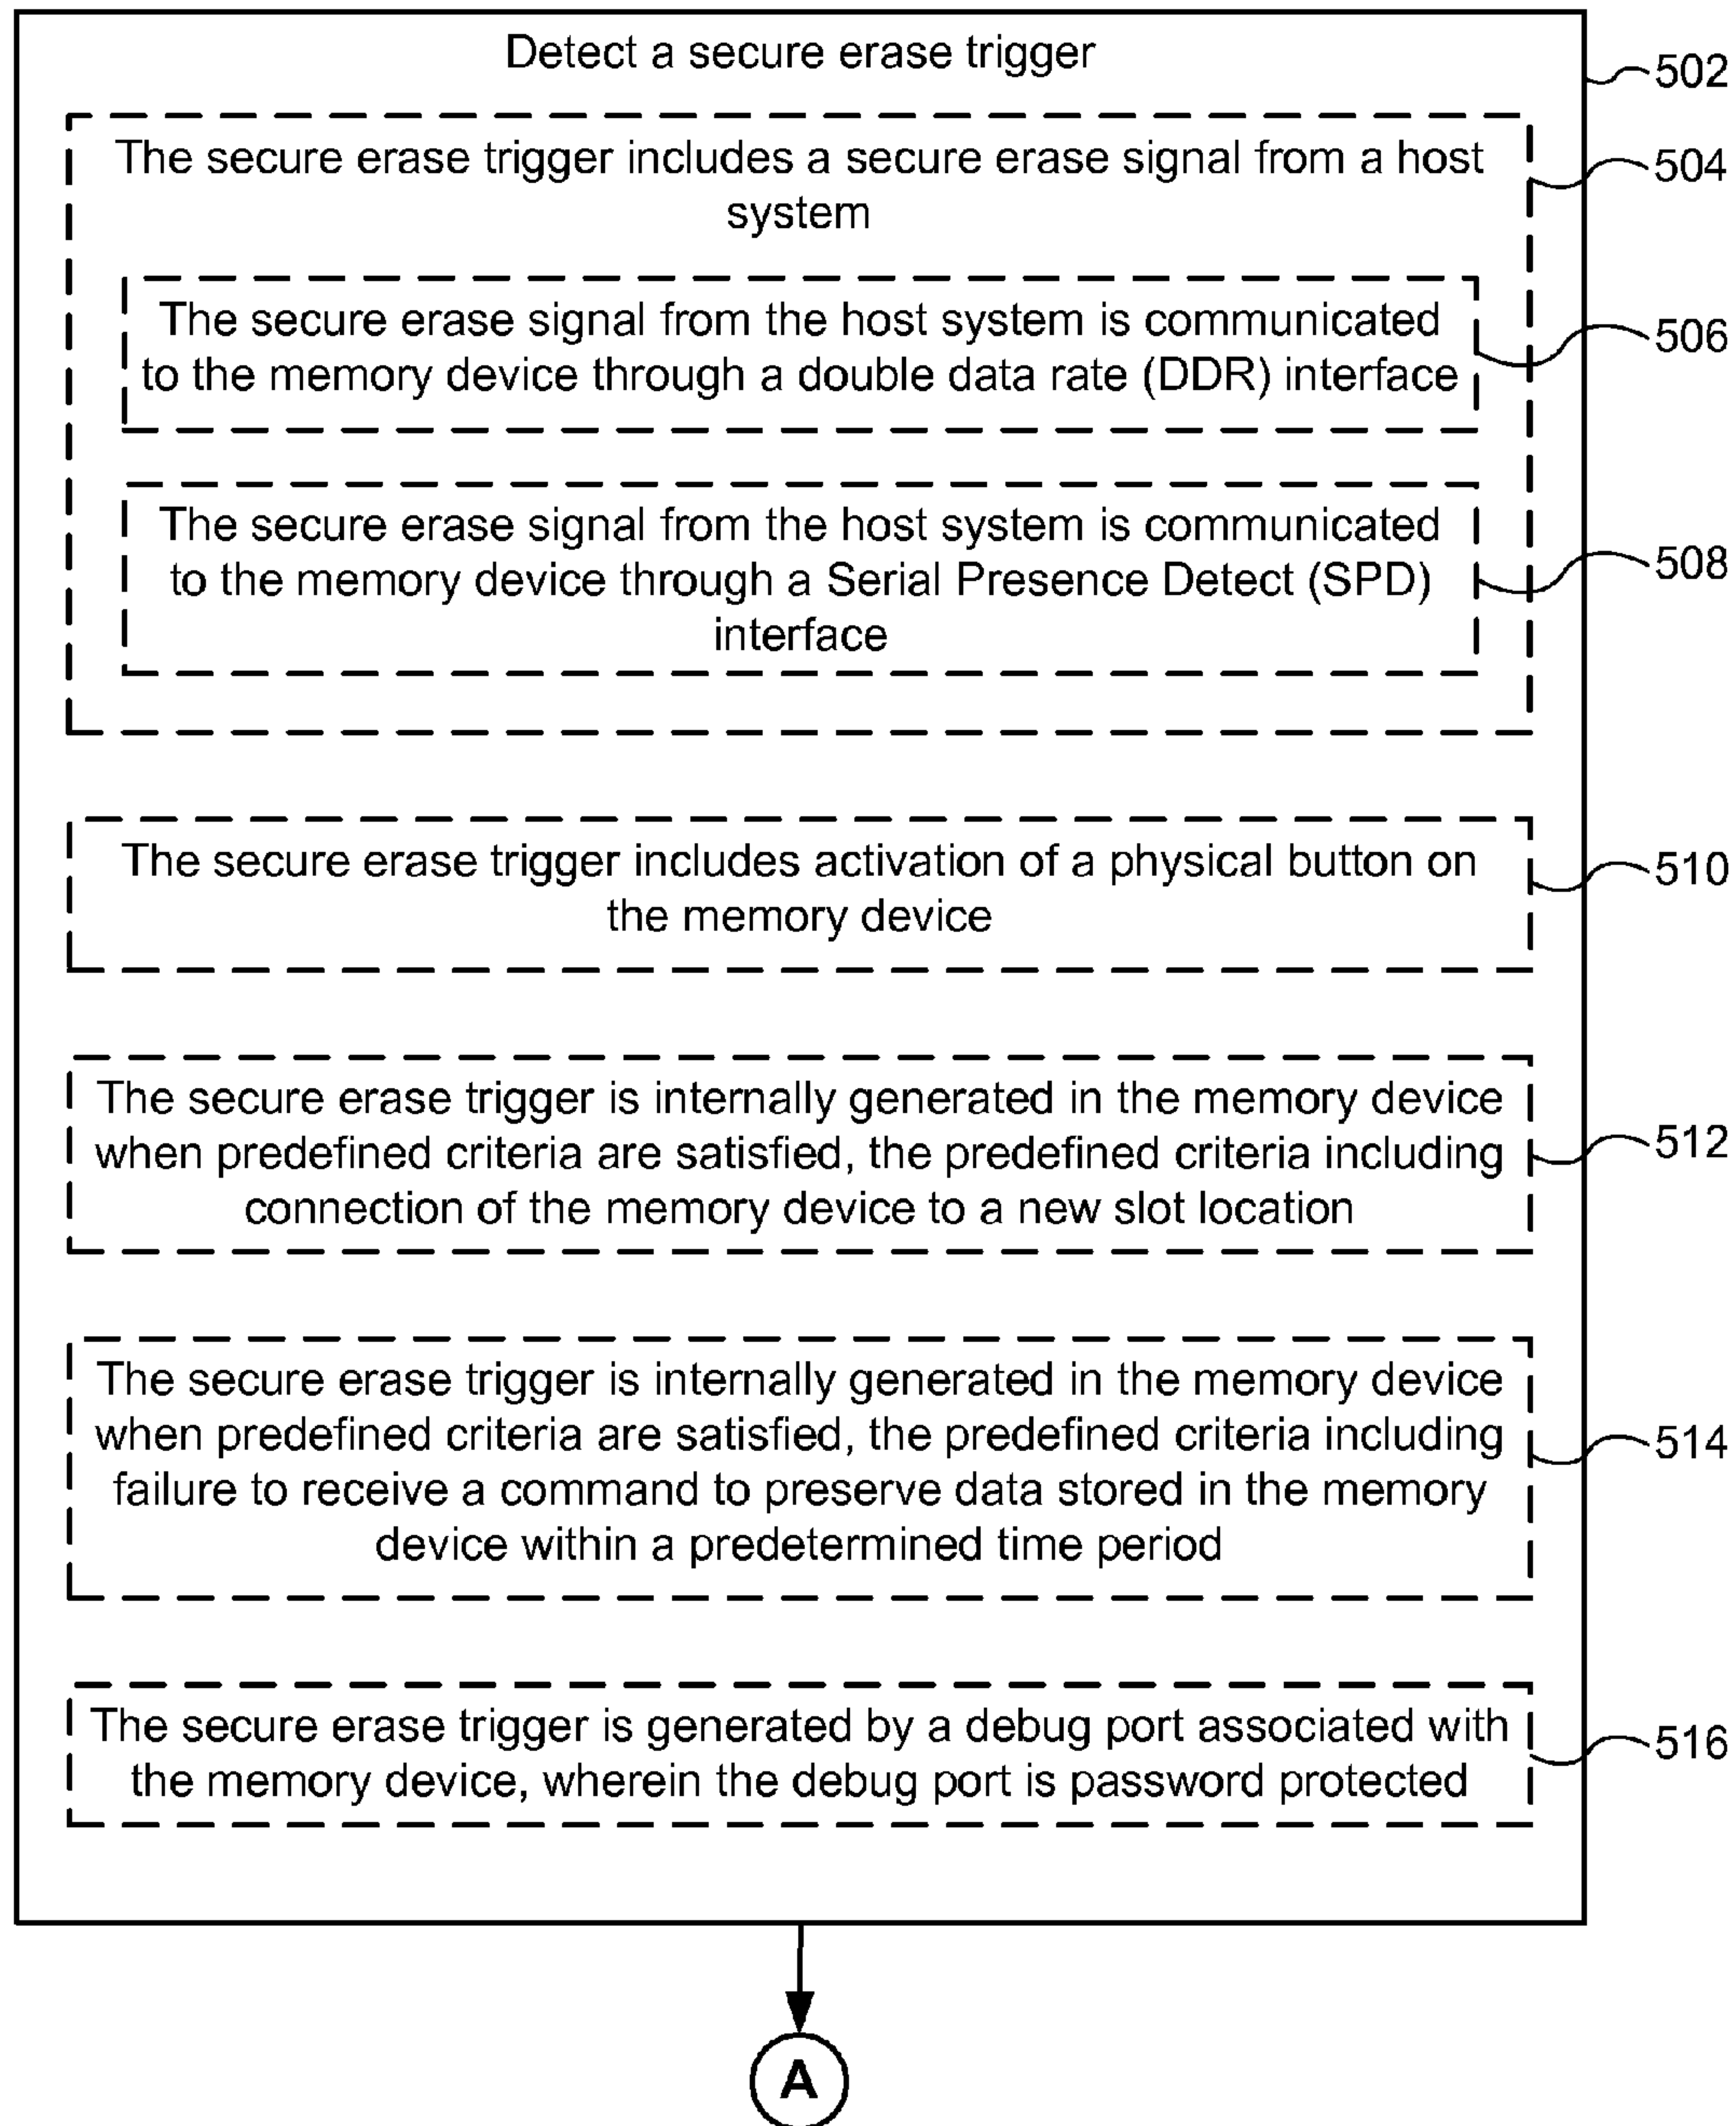 Detect a secure erase trigger
502
The secure erase trigger includes a secure erase signal from a host
system
504
The secure erase signal from the host system is communicated
to the memory device through a double data rate (DDR) interface
506
The secure erase signal from the host system is communicated
to the memory device through a Serial Presence Detect (SPD)
interface
508
The secure erase trigger includes activation of a physical button on
the memory device
510
The secure erase trigger is internally generated in the memory device
when predefined criteria are satisfied, the predefined criteria including
connection of the memory device to a new slot location
512
The secure erase trigger is internally generated in the memory device
when predefined criteria are satisfied, the predefined criteria including
failure to receive a command to preserve data stored in the memory
device within a predetermined time period
514
The secure erase trigger is generated by a debug port associated with
the memory device, wherein the debug port is password protected
516
A